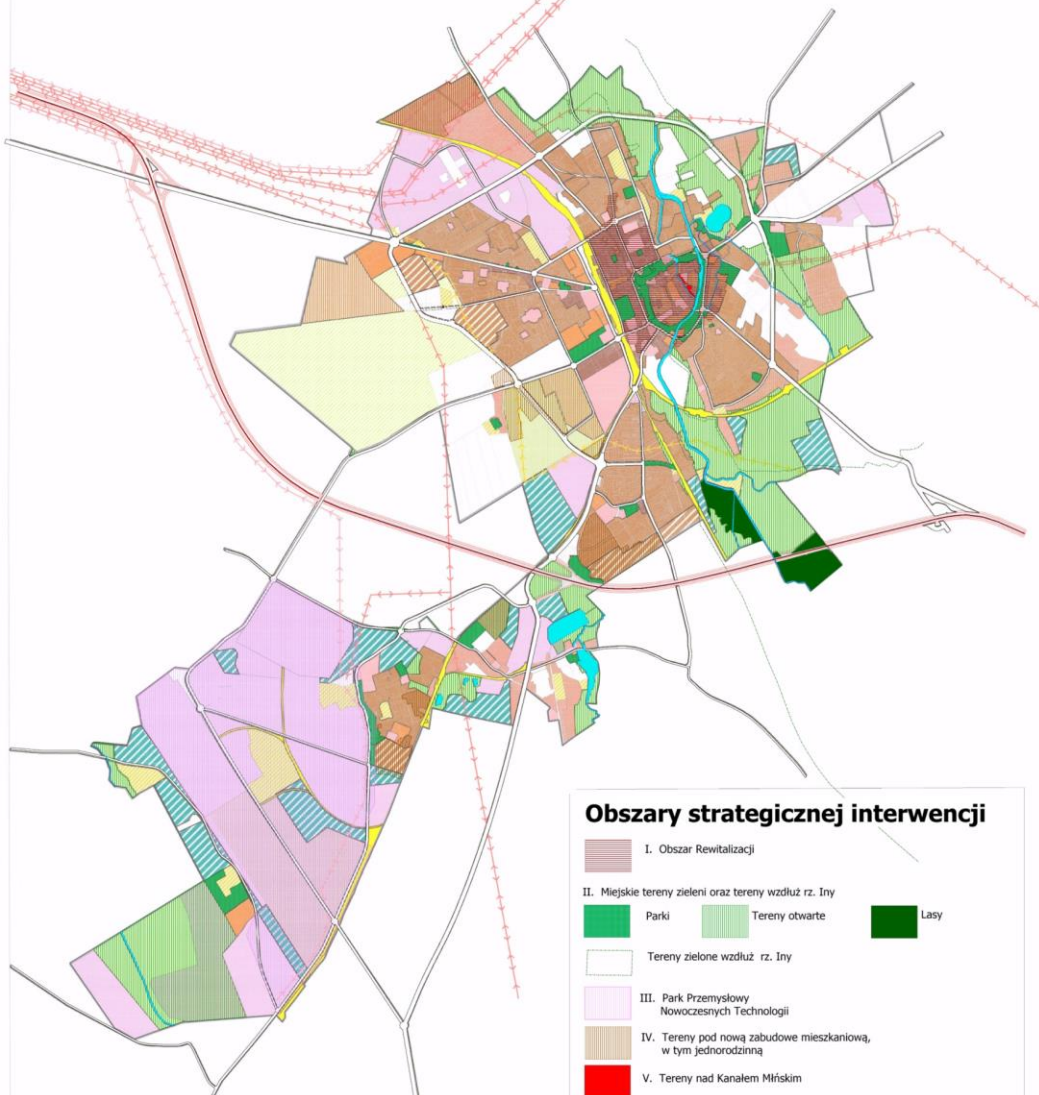 Obszary strategicznej interwencji
I. Obszar Rewitalizacji
II. Miejskie tereny zieleni oraz tereny wzdłuż rz. Iny
Parki Tereny otwarte Lasy
Tereny zielone wzdłuż rz. Iny
III. Park Przemysłowy
Nowoczesnych Technologii
IV. Tereny pod nową zabudowe mieszkaniową,
w tym jednorodzinną
V. Tereny nad Kanałem Młńskim